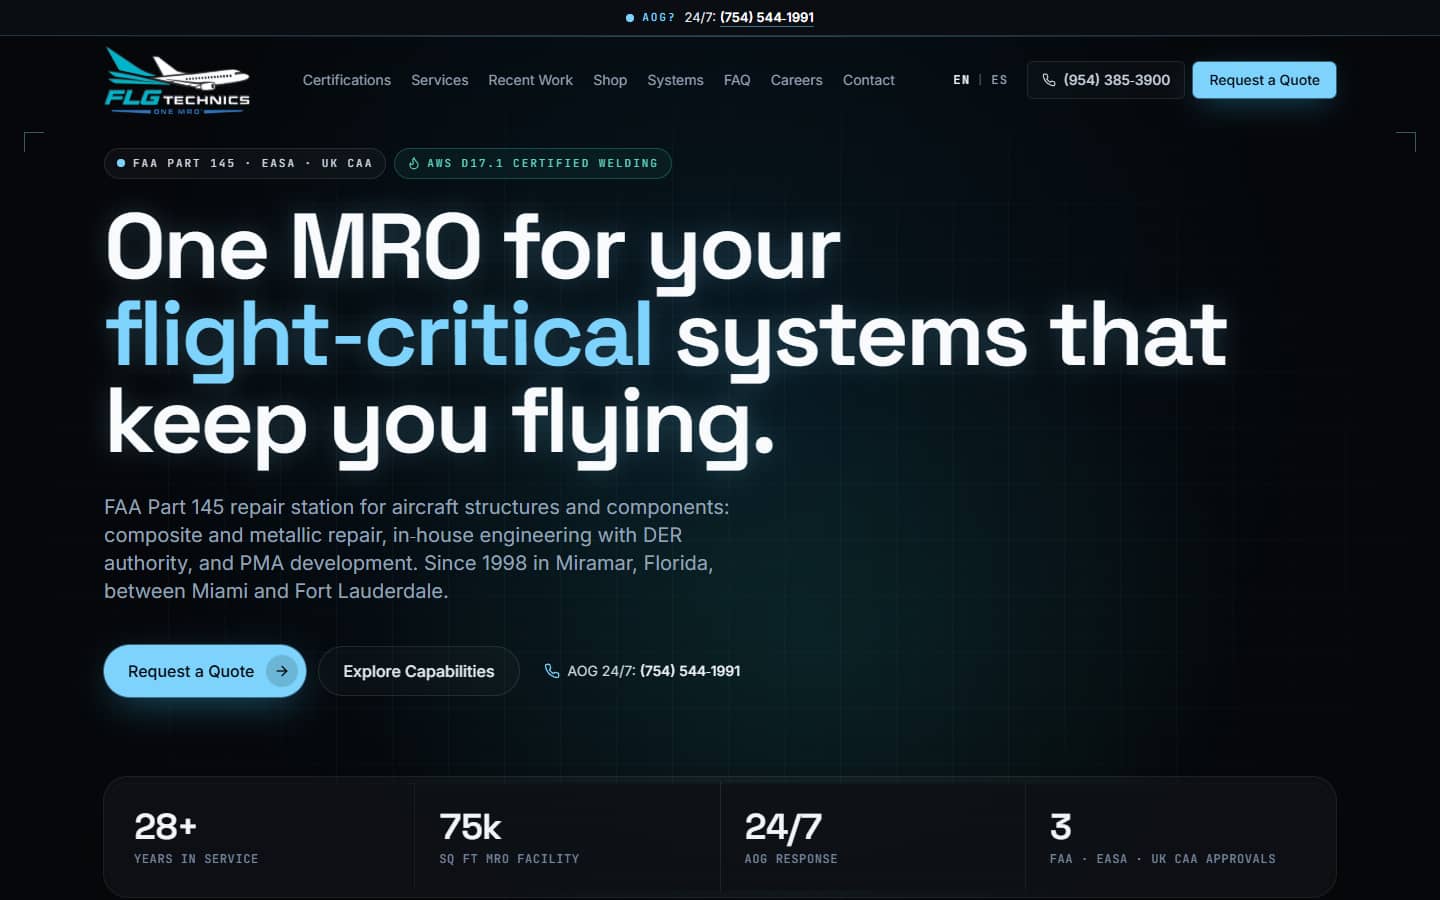 AOG? 24/7: (754) 544-1991
FLG TECHNICS
ONE MRO
Certifications Services Recent Work Shop Systems FAQ Careers Contact
EN | ES
(954) 385-3900
Request a Quote
FAA PART 145 · EASA · UK CAA
AWS D17.1 CERTIFIED WELDING
One MRO for your
flight-critical systems that
keep you flying.
FAA Part 145 repair station for aircraft structures and components:
composite and metallic repair, in-house engineering with DER
authority, and PMA development. Since 1998 in Miramar, Florida,
between Miami and Fort Lauderdale.
Request a Quote
Explore Capabilities
AOG 24/7: (754) 544-1991
28+
YEARS IN SERVICE
75k
SQ FT MRO FACILITY
24/7
AOG RESPONSE
3
FAA · EASA · UK CAA APPROVALS